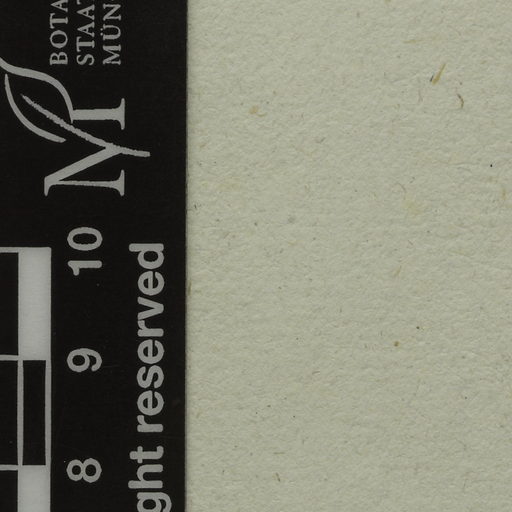 BOTA
STAAT
MÜN
M
10
9
8
ght reserved